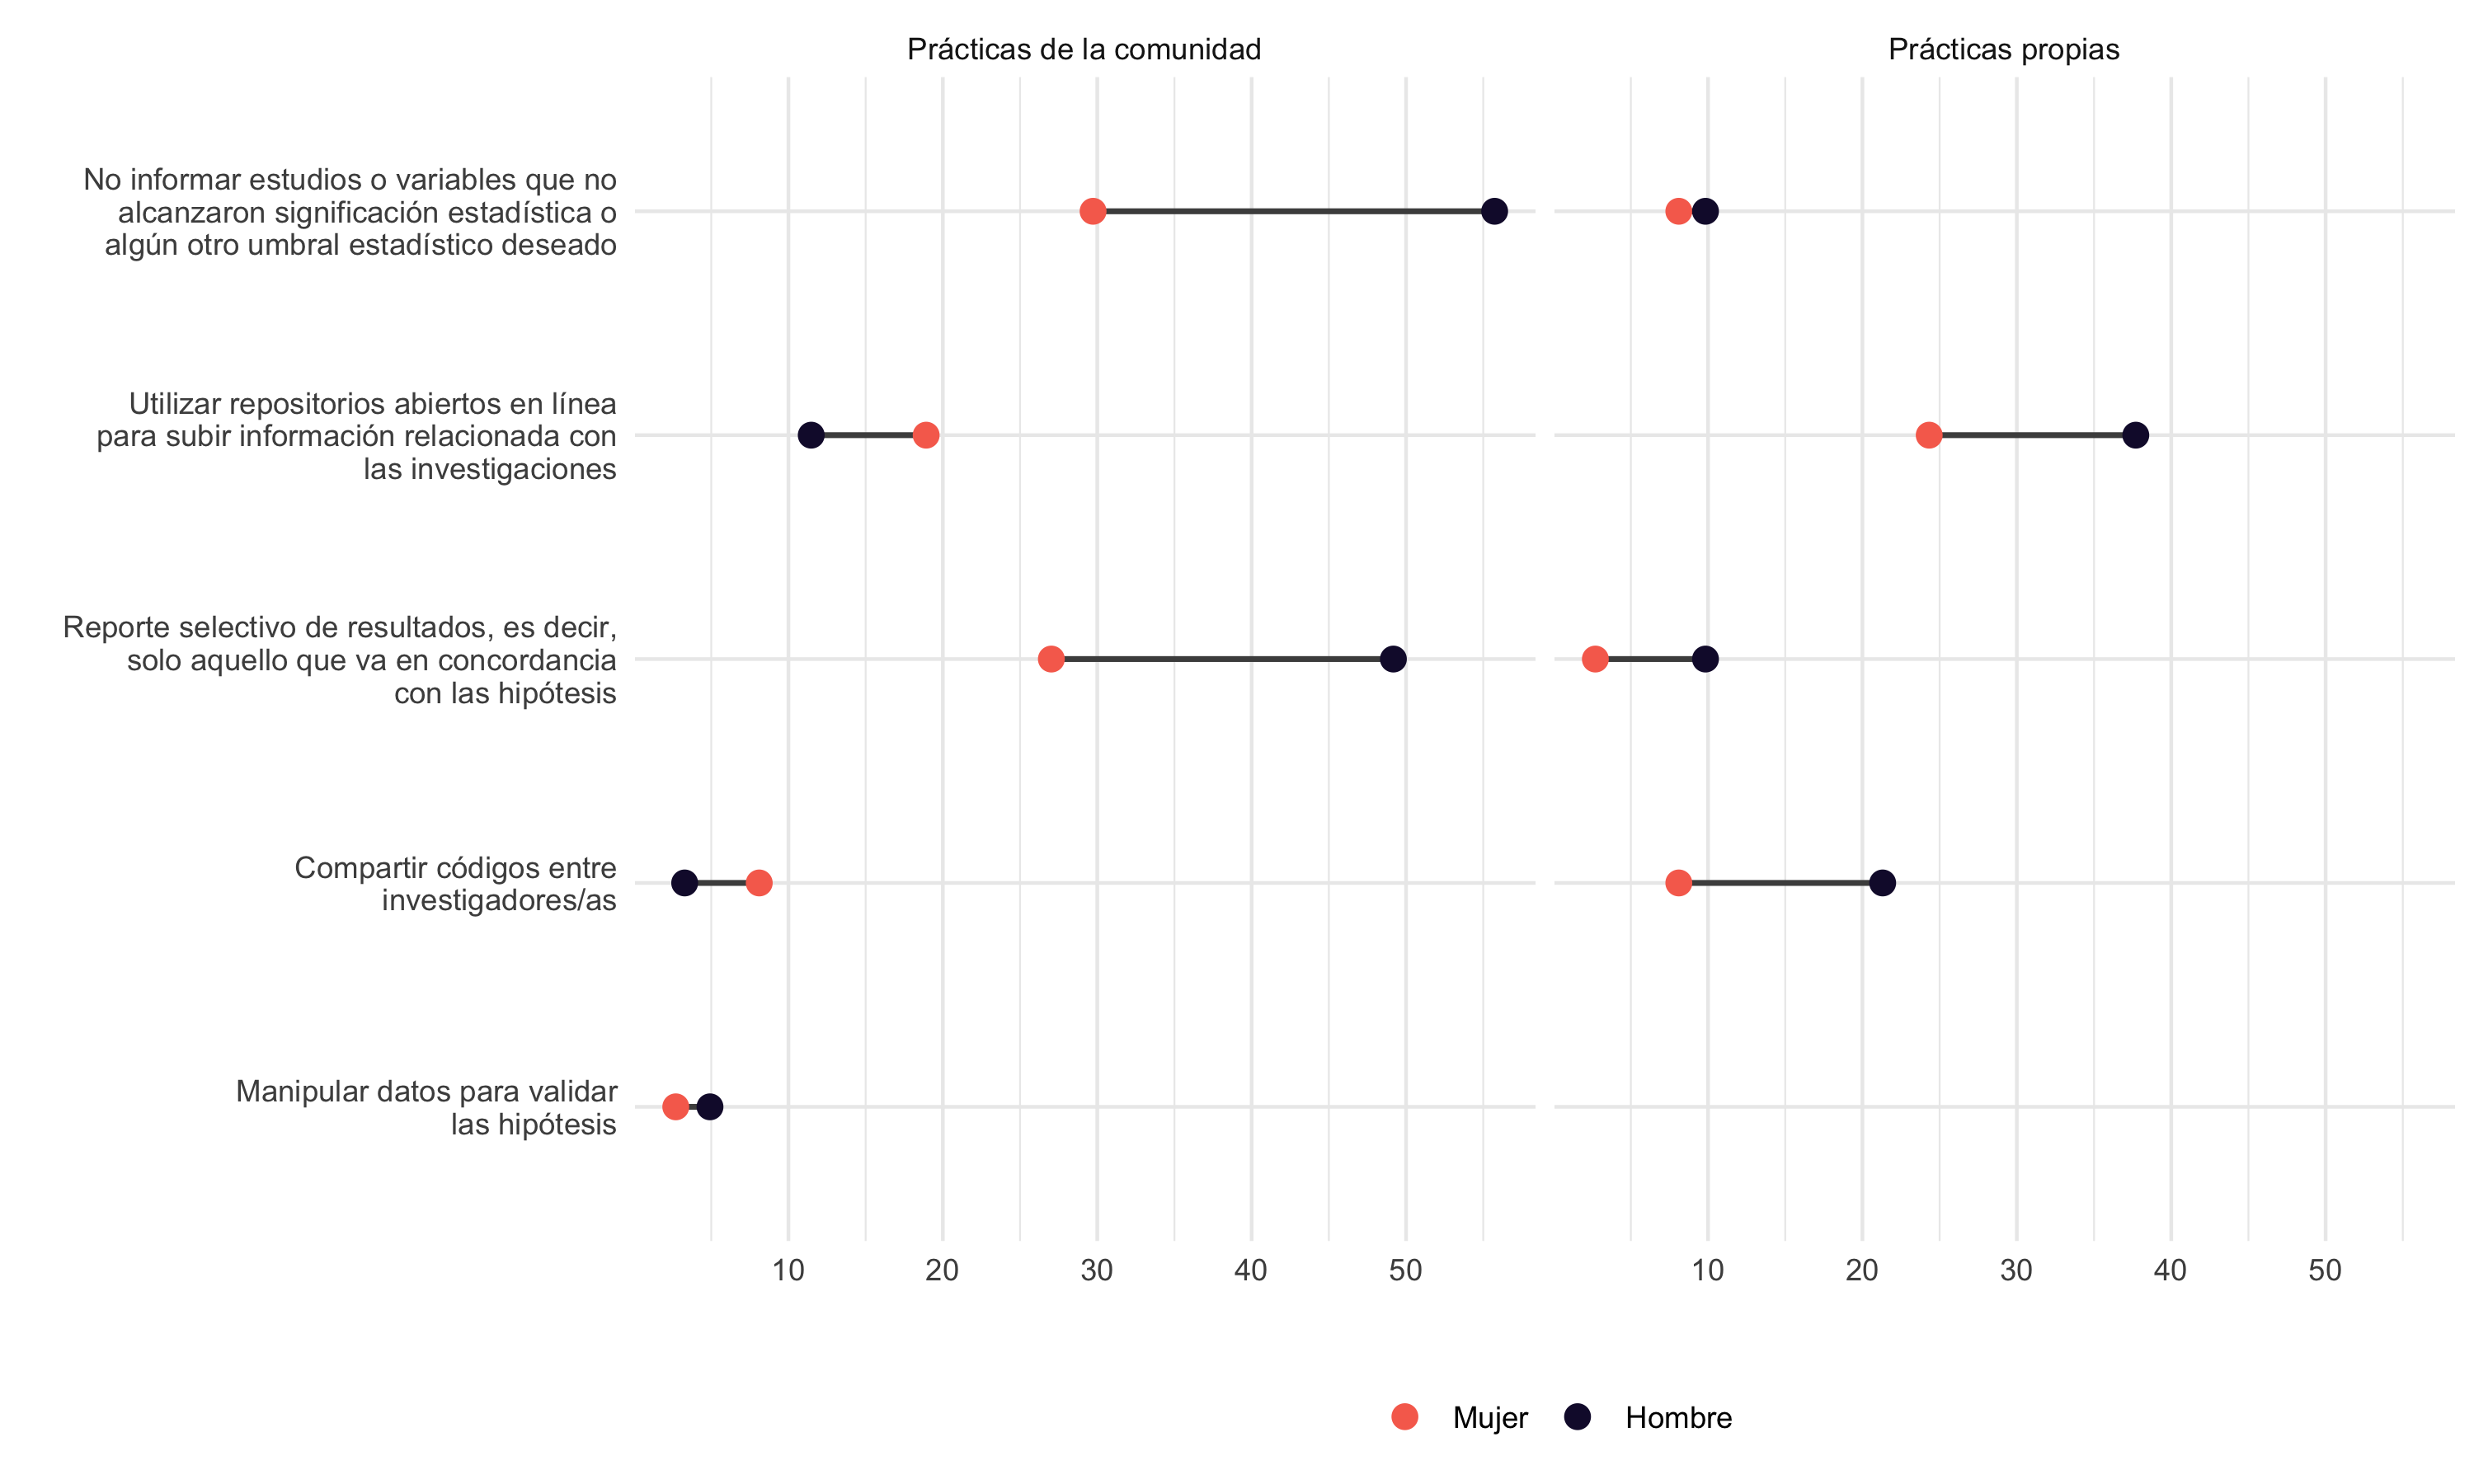 Prácticas de la comunidad
Prácticas propias
No informar estudios o variables que no
alcanzaron significación estadística o
algún otro umbral estadístico deseado
Utilizar repositorios abiertos en línea
para subir información relacionada con
las investigaciones
Reporte selectivo de resultados, es decir,
solo aquello que va en concordancia
con las hipótesis
Compartir códigos entre
investigadores/as
Manipular datos para validar
las hipótesis
10 20 30 40 50
10 20 30 40 50
Mujer Hombre